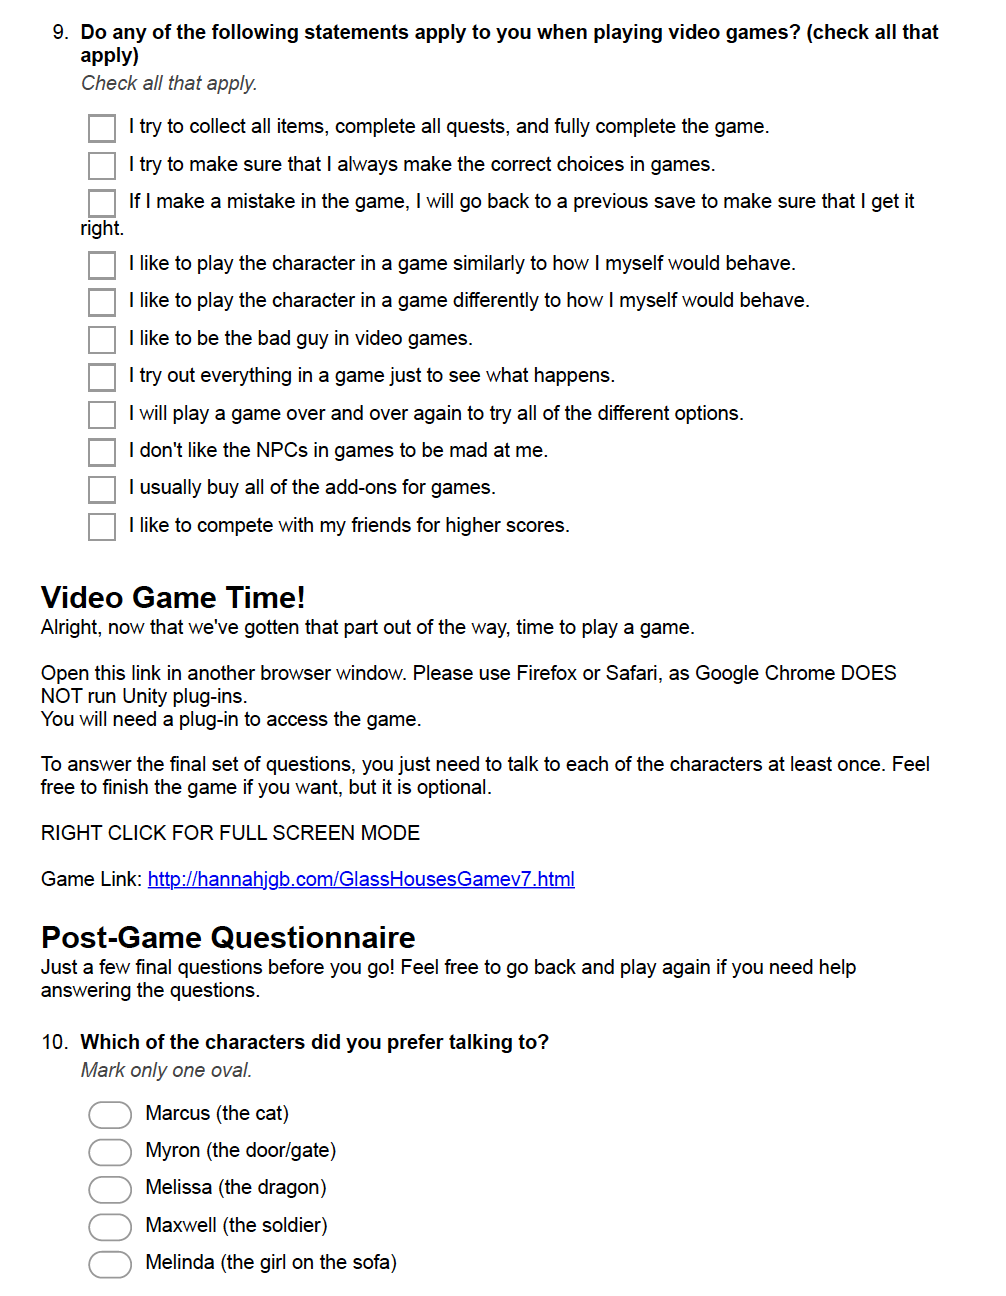 9. Do any of the following statements apply to you when playing video games? (check all that
apply)
Check all that apply.
I try to collect all items, complete all quests, and fully complete the game.
I try to make sure that I always make the correct choices in games.
If I make a mistake in the game, I will go back to a previous save to make sure that I get it
right.
I like to play the character in a game similarly to how I myself would behave.
I like to play the character in a game differently to how I myself would behave.
I like to be the bad guy in video games.
I try out everything in a game just to see what happens.
I will play a game over and over again to try all of the different options.
I don't like the NPCs in games to be mad at me.
I usually buy all of the add-ons for games.
I like to compete with my friends for higher scores.
Video Game Time!
Alright, now that we've gotten that part out of the way, time to play a game.
Open this link in another browser window. Please use Firefox or Safari, as Google Chrome DOES
NOT run Unity plug-ins.
You will need a plug-in to access the game.
To answer the final set of questions, you just need to talk to each of the characters at least once. Feel
free to finish the game if you want, but it is optional.
RIGHT CLICK FOR FULL SCREEN MODE
Game Link: http://hannahjgb.com/GlassHousesGamev7.html
Post-Game Questionnaire
Just a few final questions before you go! Feel free to go back and play again if you need help
answering the questions.
10. Which of the characters did you prefer talking to?
Mark only one oval.
Marcus (the cat)
Myron (the door/gate)
Melissa (the dragon)
Maxwell (the soldier)
Melinda (the girl on the sofa)